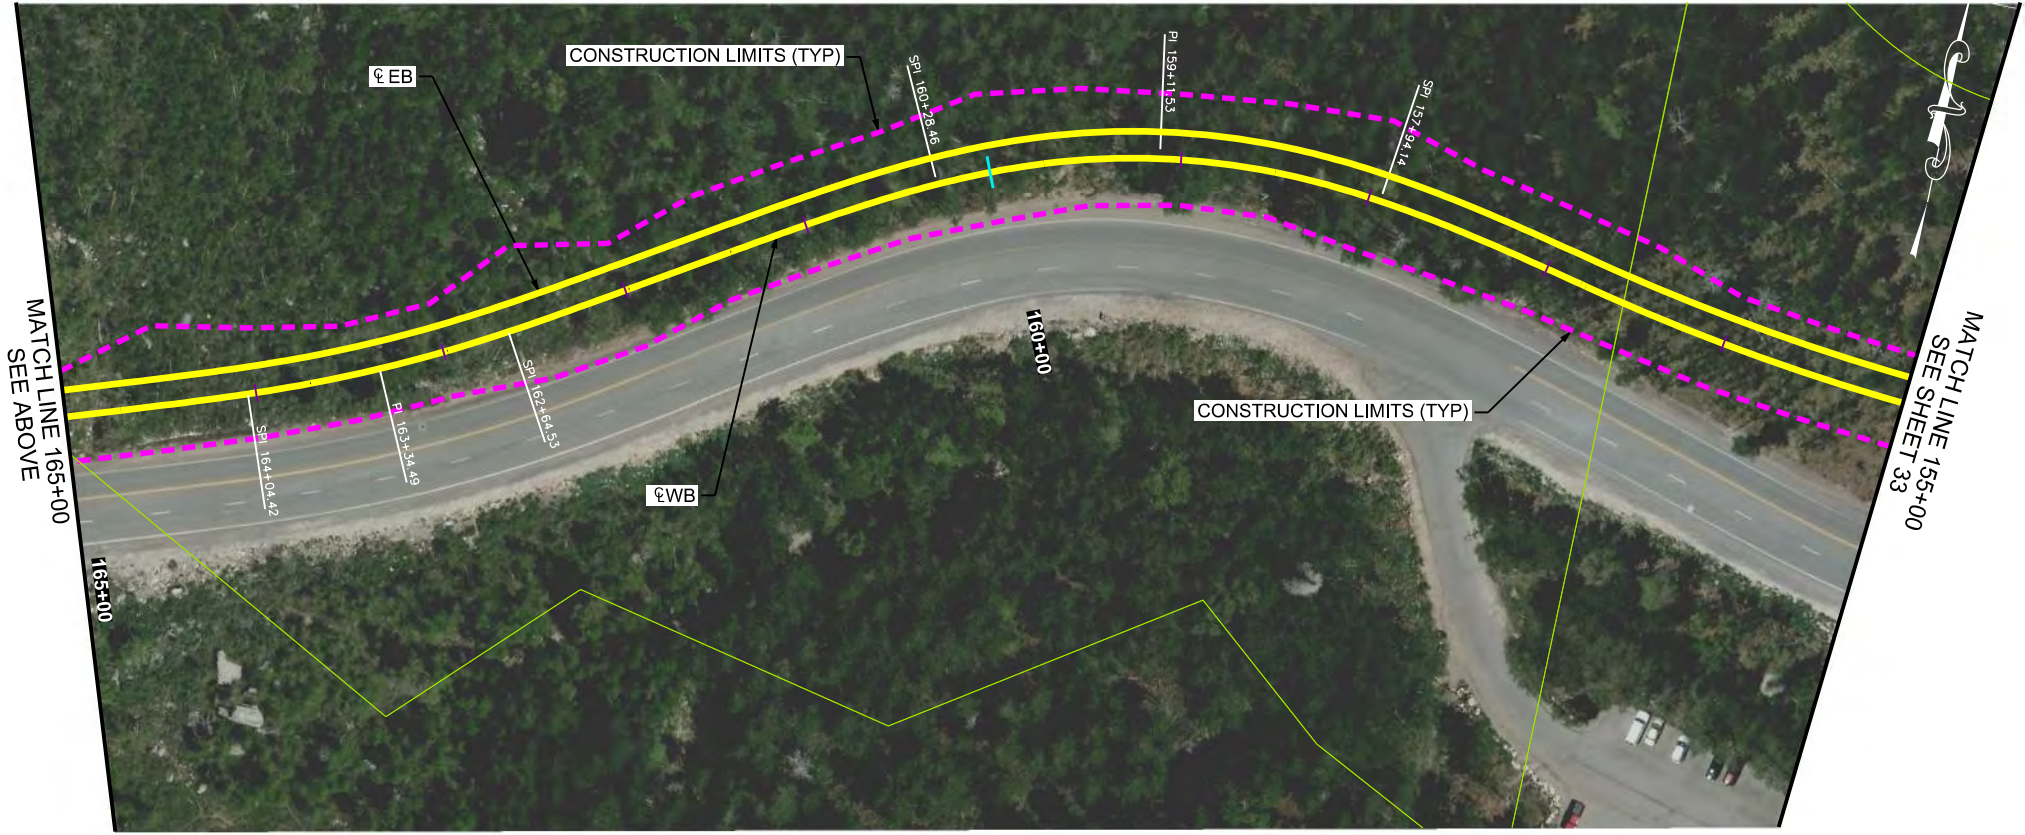 CONSTRUCTION LIMITS (TYP)
℄ EB
SPI 160+28.46
PI 159+11.53
SPI 157+94.14
MATCH LINE 165+00
SEE ABOVE
160+00
MATCH LINE 155+00
SEE SHEET 33
SPI 162+64.53
PI 163+34.49
SPI 164+04.42
CONSTRUCTION LIMITS (TYP)
℄ WB
165+00